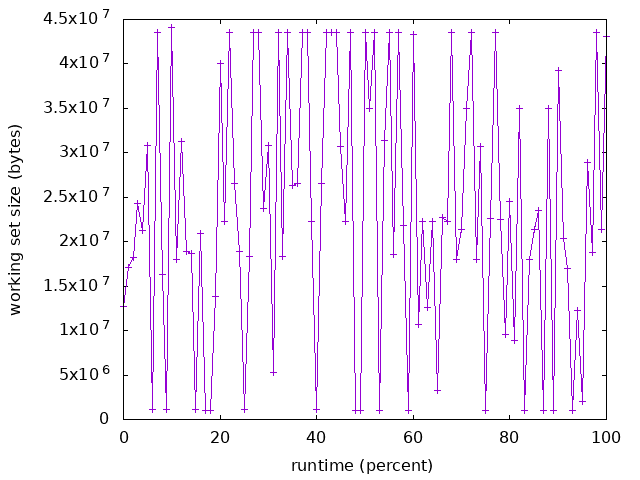 4.5x10^7
4x10^7
3.5x10^7
3x10^7
2.5x10^7
2x10^7
1.5x10^7
1x10^7
5x10^6
0
working set size (bytes)
0 20 40 60 80 100
runtime (percent)